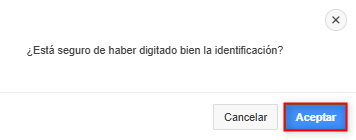 ¿Está seguro de haber digitado bien la identificación?
Cancelar Aceptar